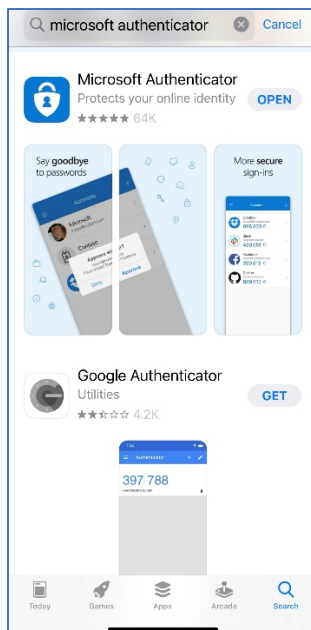 microsoft authenticator
Cancel
Microsoft Authenticator
Protects your online identity
OPEN
64K
Say goodbye
to passwords
More secure
sign-ins
Deny
Approve
Google Authenticator
Utilities
GET
4.2K
Authenticator
397 788
Today
Games
Apps
Arcade
Search